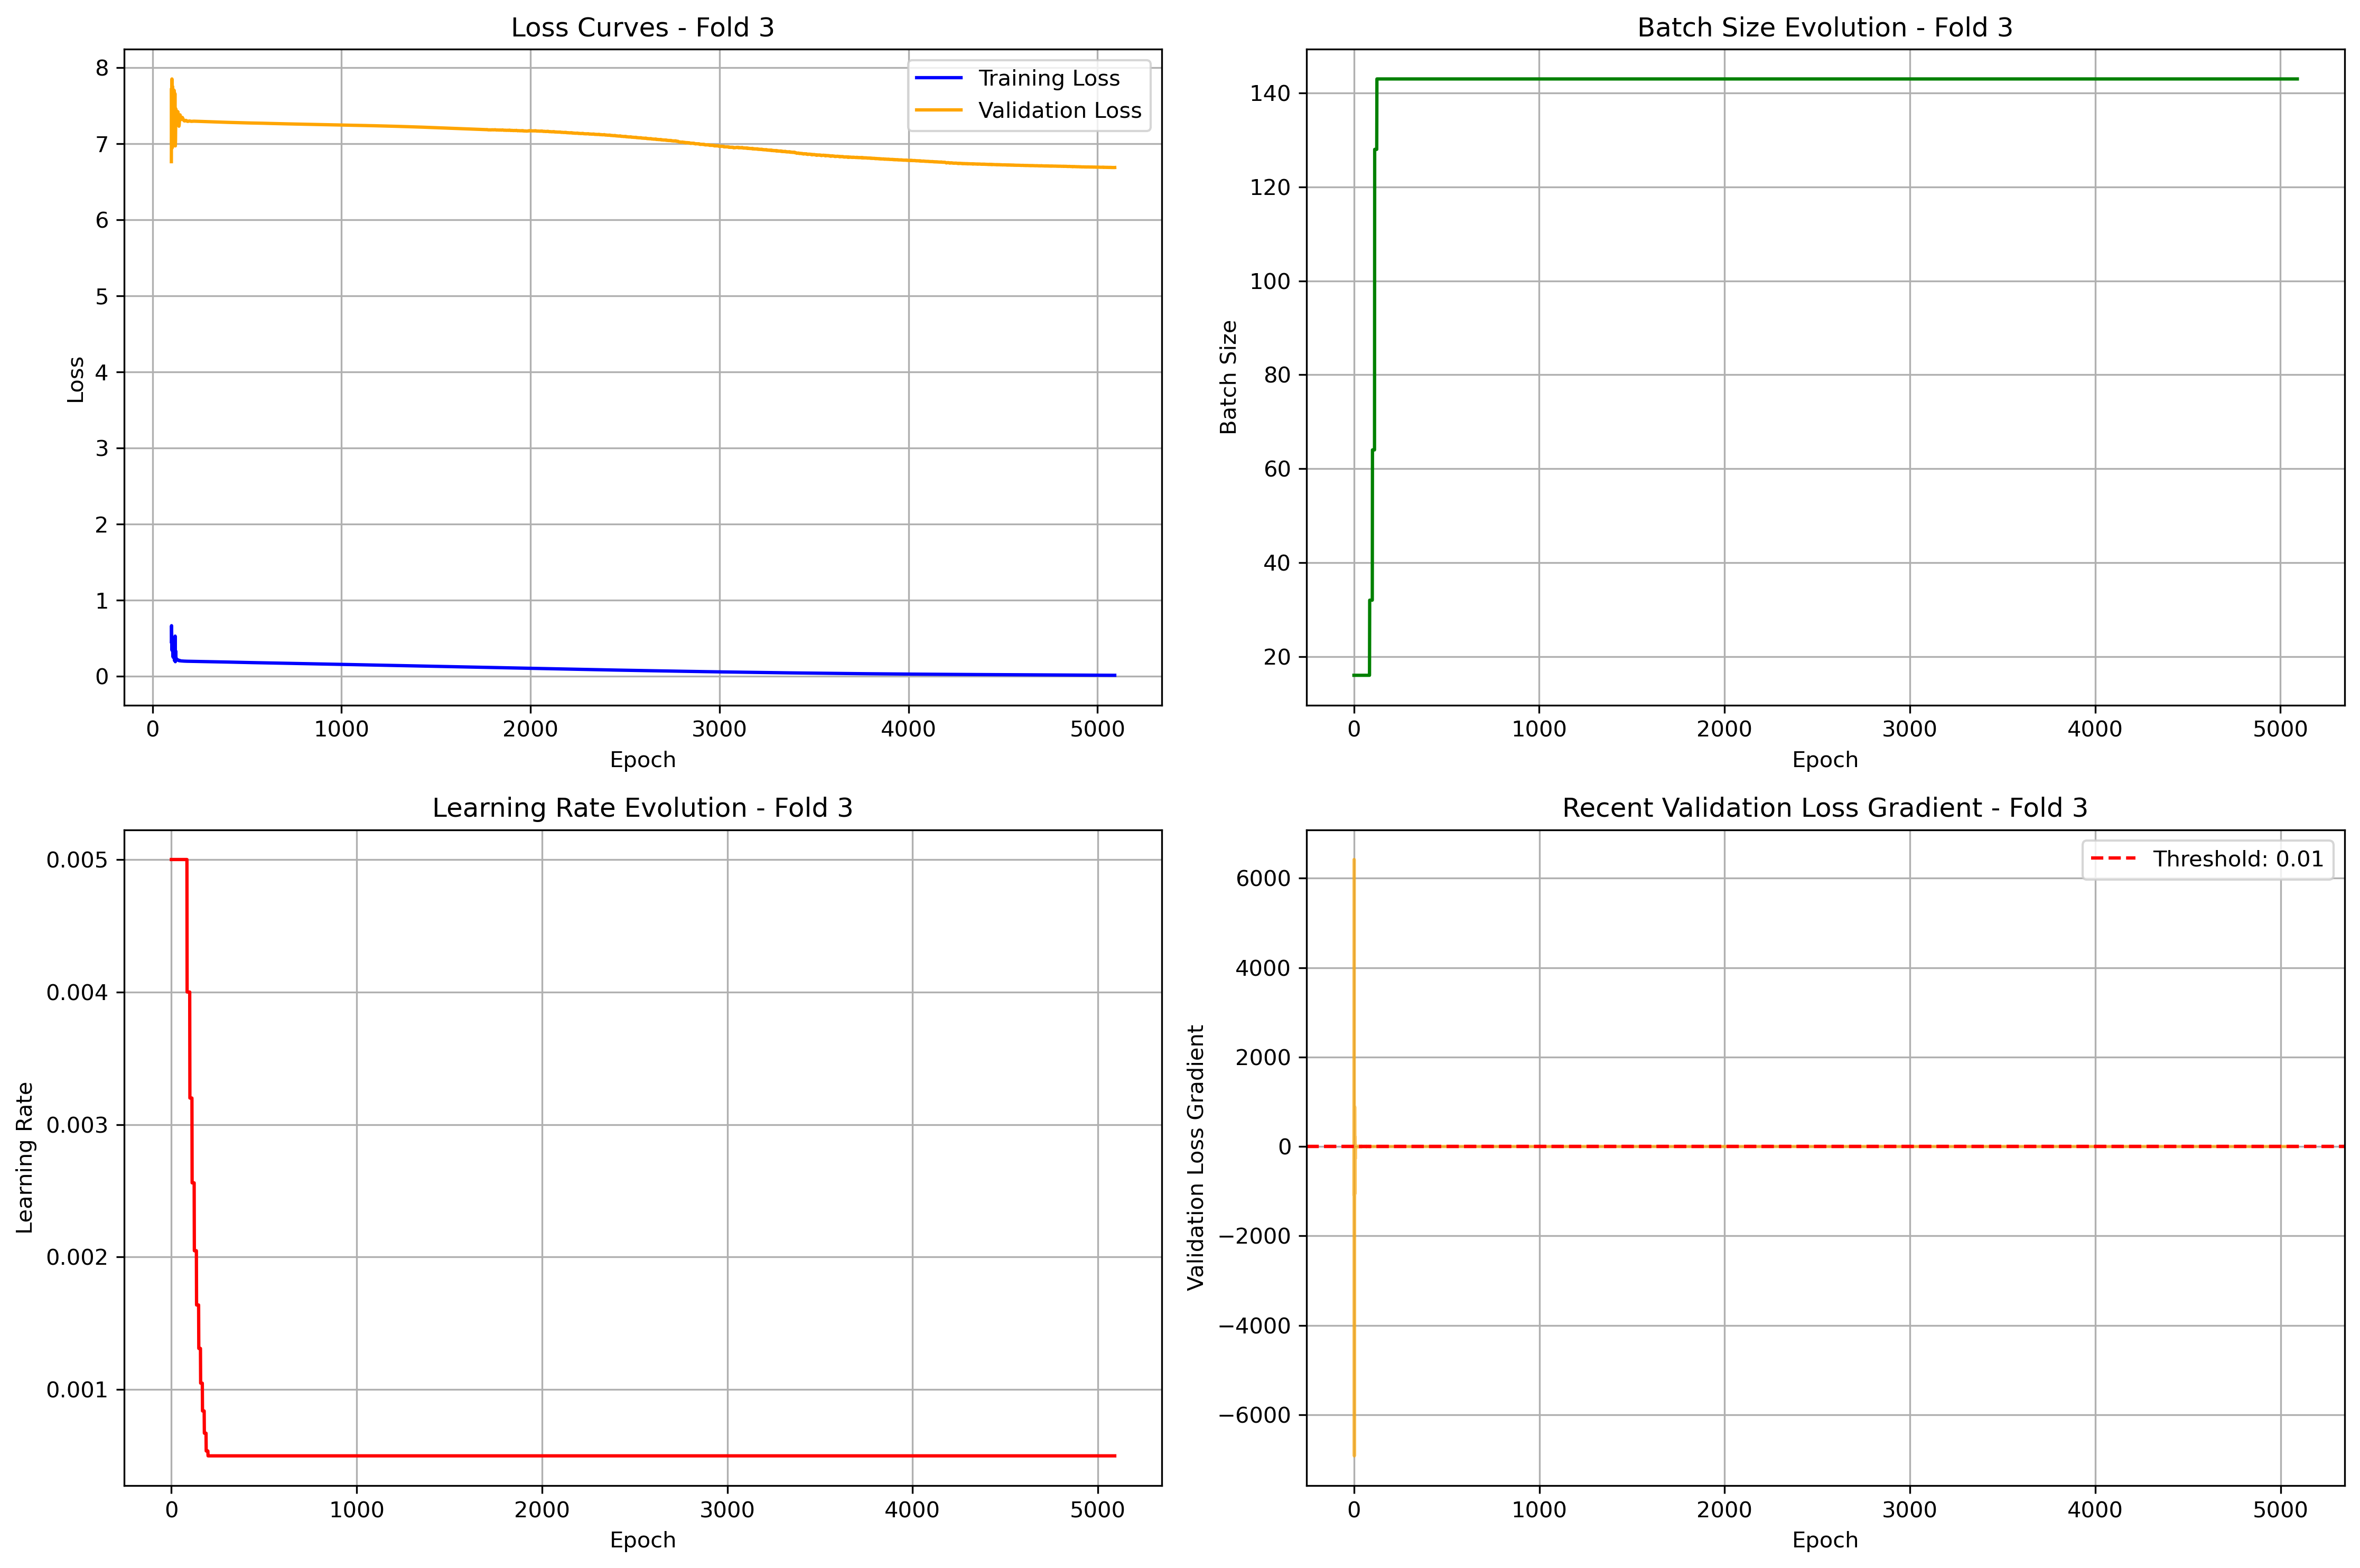 Loss Curves - Fold 3
Training Loss
Validation Loss
8
7
6
5
4
3
2
1
0
Loss
0 1000 2000 3000 4000 5000
Epoch
Batch Size Evolution - Fold 3
140
120
100
80
60
40
20
Batch Size
0 1000 2000 3000 4000 5000
Epoch
Learning Rate Evolution - Fold 3
0.005
0.004
0.003
0.002
0.001
Learning Rate
0 1000 2000 3000 4000 5000
Epoch
Recent Validation Loss Gradient - Fold 3
Threshold: 0.01
6000
4000
2000
0
−2000
−4000
−6000
Validation Loss Gradient
0 1000 2000 3000 4000 5000
Epoch